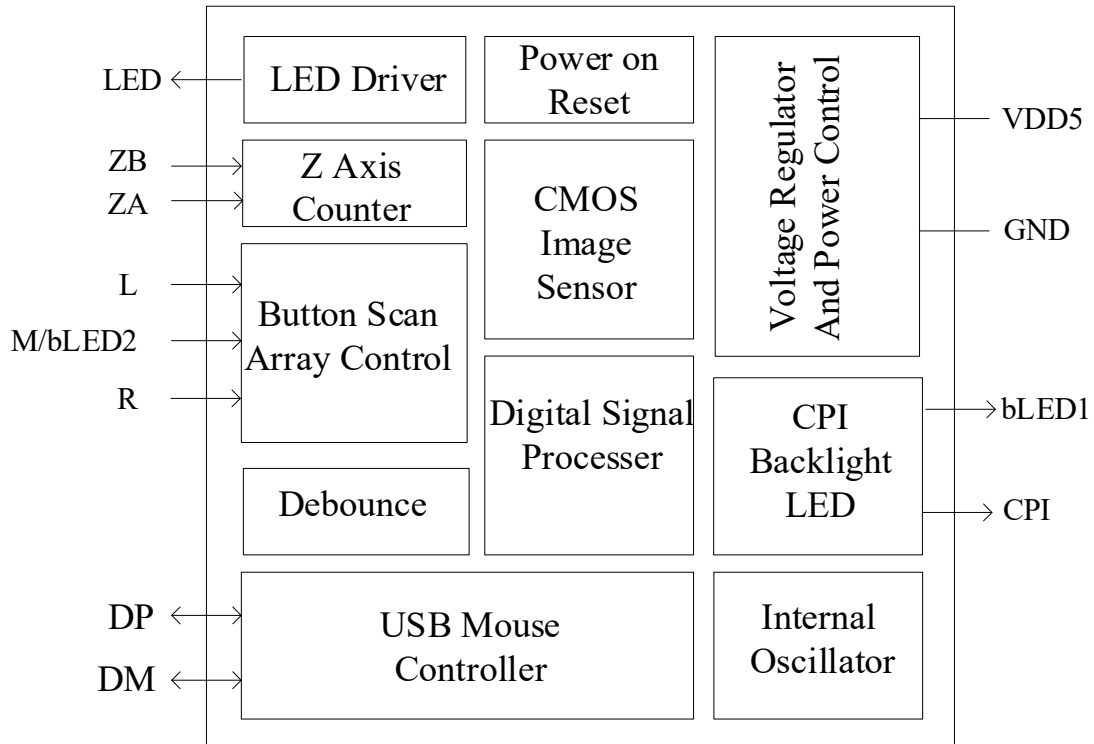 LED
ZB
ZA
L
M/bLED2
R
DP
DM
LED Driver
Z Axis
Counter
Button Scan
Array Control
Debounce
USB Mouse
Controller
Power on
Reset
CMOS
Image
Sensor
Digital Signal
Processer
Voltage Regulator
And Power Control
CPI
Backlight
LED
Internal
Oscillator
VDD5
GND
bLED1
CPI